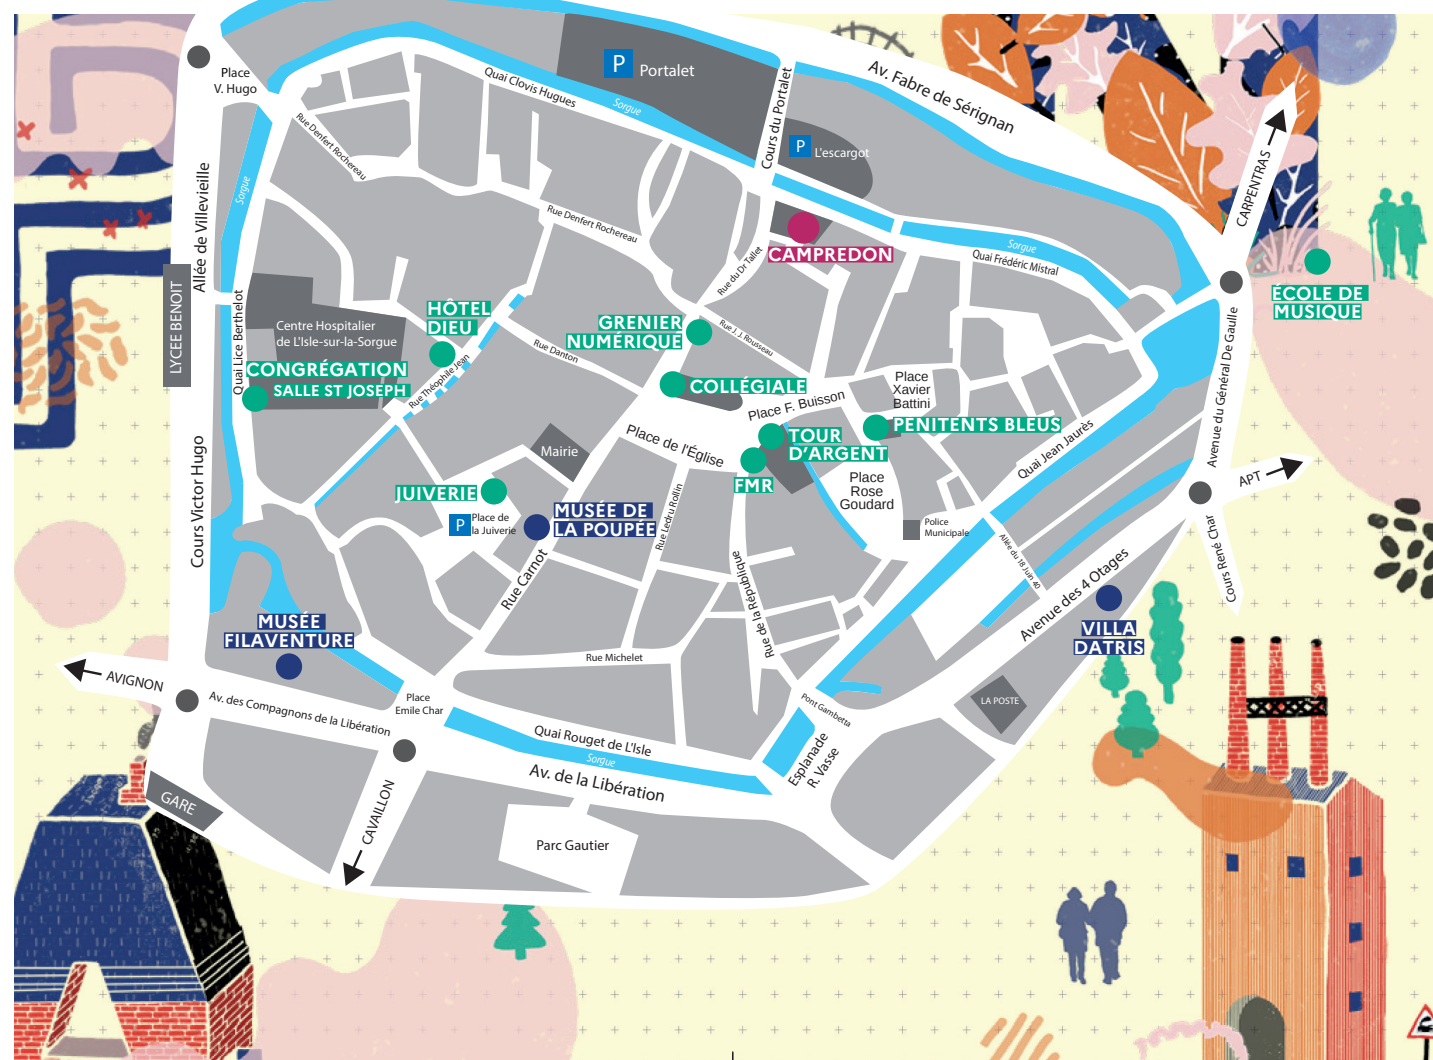 Place
V. Hugo
P
Portalet
Quai Clovis Hugues
Sorgue
Cours du Portalet
Av. Fabre de Sérignan
P
L'escargot
CARPENTRAS
Rue Denfert Rochereau
Allée de Villevieille
Sorgue
Rue Denfert Rochereau
CAMPREDON
Rue du Dr Tallet
Sorgue
Quai Frédéric Mistral
ÉCOLE DE
MUSIQUE
LYCEE BENOIT
Quai Lice Berthelot
Centre Hospitalier
de L'Isle-sur-la-Sorgue
HÔTEL
DIEU
GRENIER
NUMÉRIQUE
Rue J. J. Rousseau
Rue Danton
Rue Théophile Jean
CONGRÉGATION
SALLE ST JOSEPH
COLLÉGIALE
Place
Xavier
Battini
Place F. Buisson
Avenue du Général De Gaulle
PENITENTS BLEUS
TOUR
D'ARGENT
Place de l'Église
FMR
Quai Jean Jaurès
Mairie
Place
Rose
Goudard
APT
Cours Victor Hugo
JUIVERIE
P
Place de
la Juiverie
MUSÉE DE
LA POUPÉE
Rue Ledru Rollin
Police
Municipale
Allée du 18 Juin 40
Cours René Char
Rue Carnot
Rue de la République
Avenue des 4 Otages
MUSÉE
FILAVENTURE
VILLA
DATRIS
Rue Michelet
AVIGNON
Av. des Compagnons de la Libération
Place
Emile Char
LA POSTE
Pont Gambetta
Quai Rouget de L'Isle
Sorgue
Esplanade
R. Vasse
Av. de la Libération
GARE
CAVAILLON
Parc Gautier